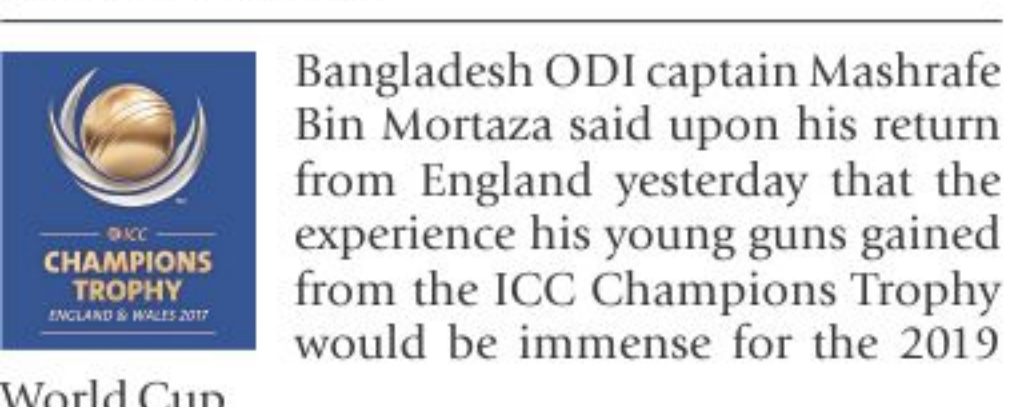 ICC
CHAMPIONS
TROPHY
ENGLAND & WALES 2017
Bangladesh ODI captain Mashrafe
Bin Mortaza said upon his return
from England yesterday that the
experience his young guns gained
from the ICC Champions Trophy
would be immense for the 2019
World Cup